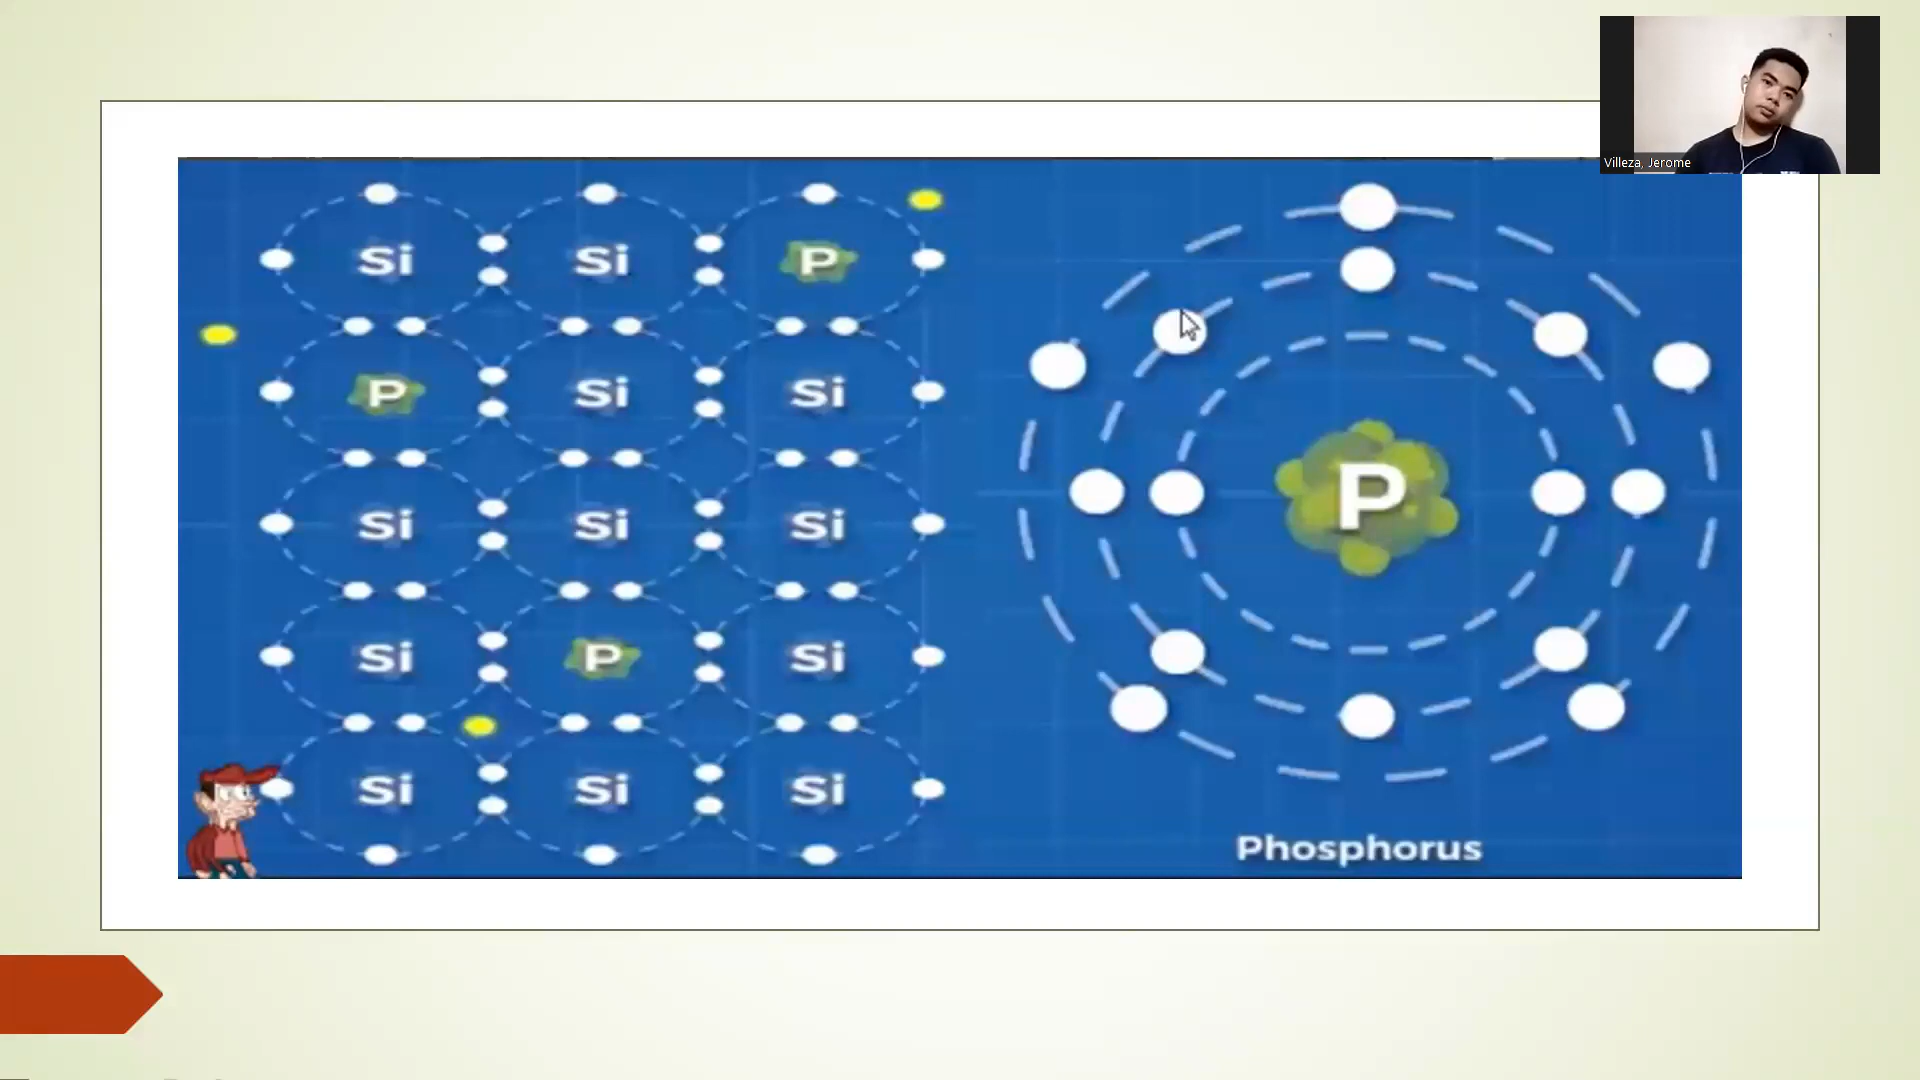 Villeza, Jerome
Si Si P
P Si Si
Si Si Si
Si P Si
Si Si Si
P
Phosphorus